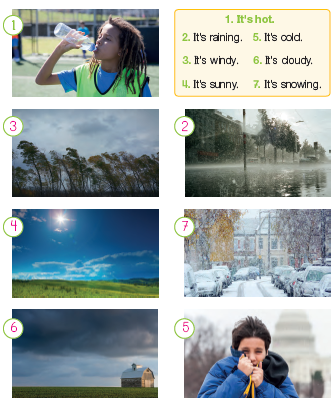 1
1. It's hot.
2. It's raining. 5. It's cold.
3. It's windy. 6. It's cloudy.
4. It's sunny. 7. It's snowing.
3
2
4
7
6
5